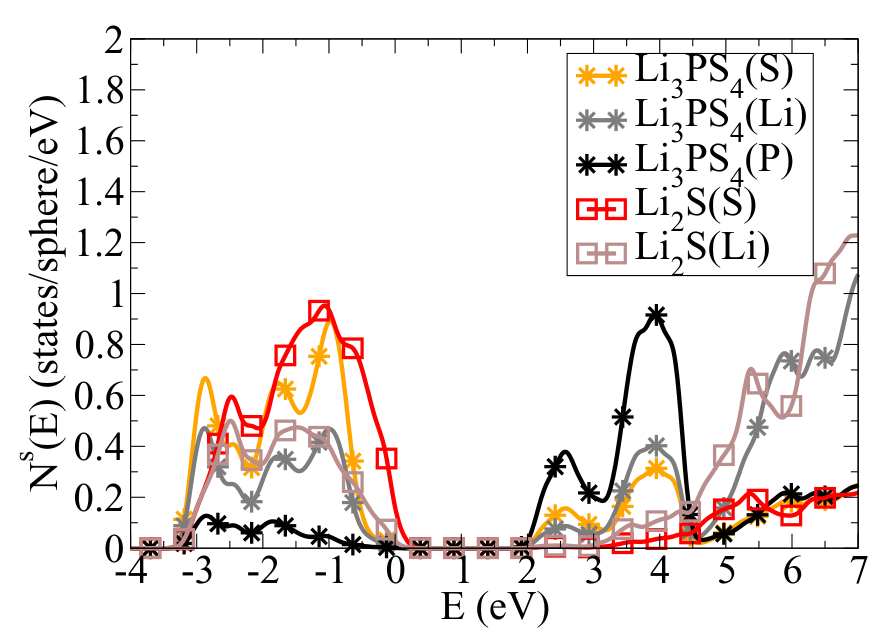 2
1.8
1.6
1.4
1.2
1
0.8
0.6
0.4
0.2
0
-4 -3 -2 -1 0 1 2 3 4 5 6 7
E (eV)
N^s(E) (states/sphere/eV)
Li₃PS₄(S)
Li₃PS₄(Li)
Li₃PS₄(P)
Li₂S(S)
Li₂S(Li)